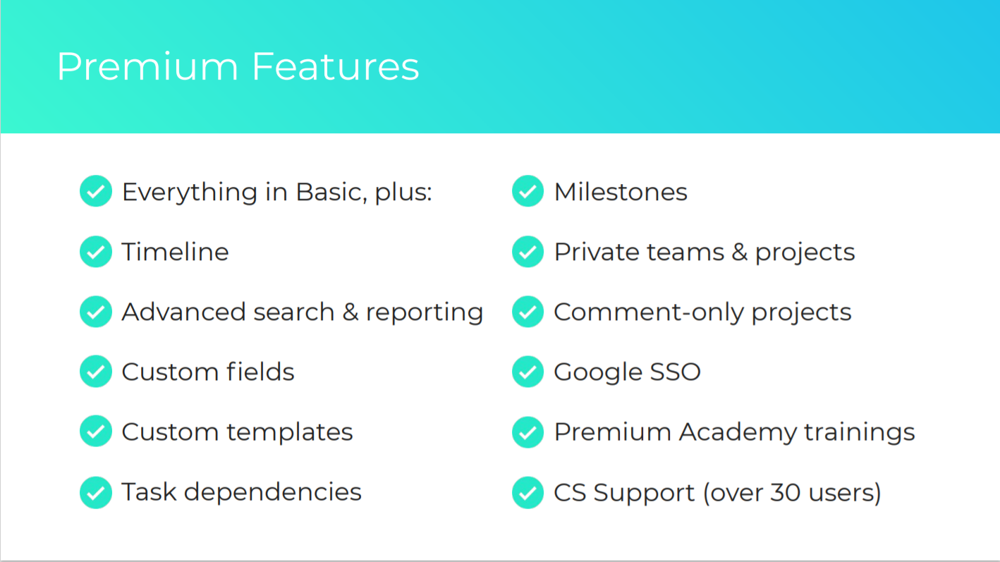 Premium Features
Everything in Basic, plus:
Timeline
Advanced search & reporting
Custom fields
Custom templates
Task dependencies
Milestones
Private teams & projects
Comment-only projects
Google SSO
Premium Academy trainings
CS Support (over 30 users)